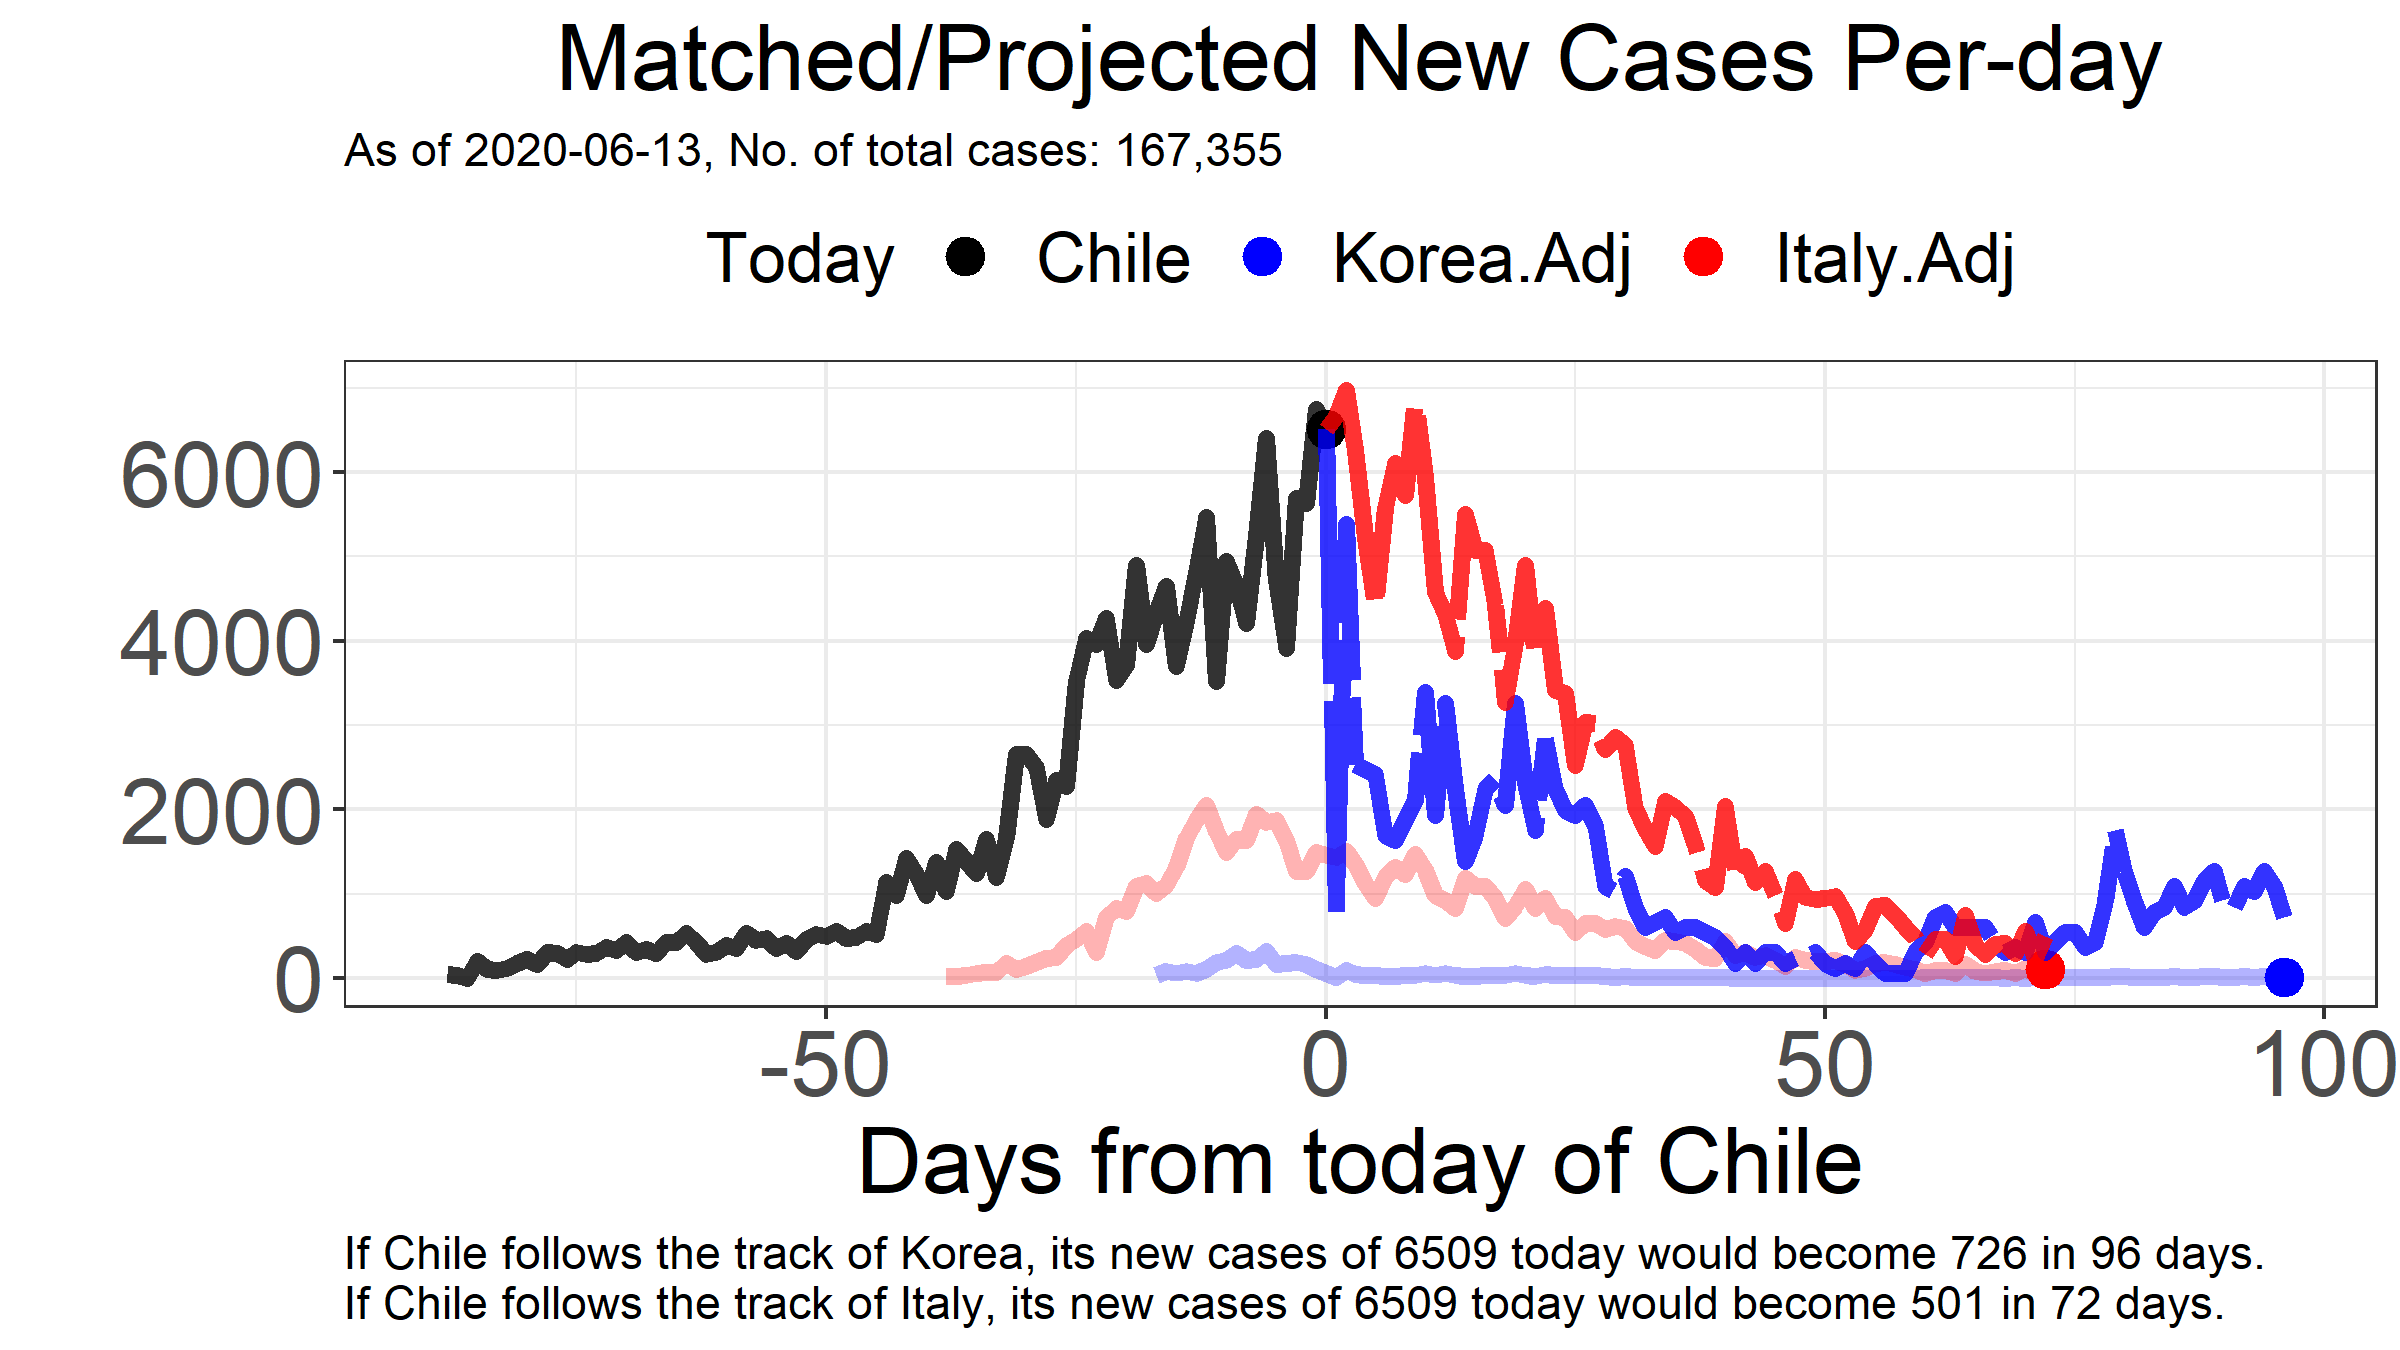 Matched/Projected New Cases Per-day
As of 2020-06-13, No. of total cases: 167,355
Today Chile Korea.Adj Italy.Adj
6000
4000
2000
0
-50 0 50 100
Days from today of Chile
If Chile follows the track of Korea, its new cases of 6509 today would become 726 in 96 days.
If Chile follows the track of Italy, its new cases of 6509 today would become 501 in 72 days.